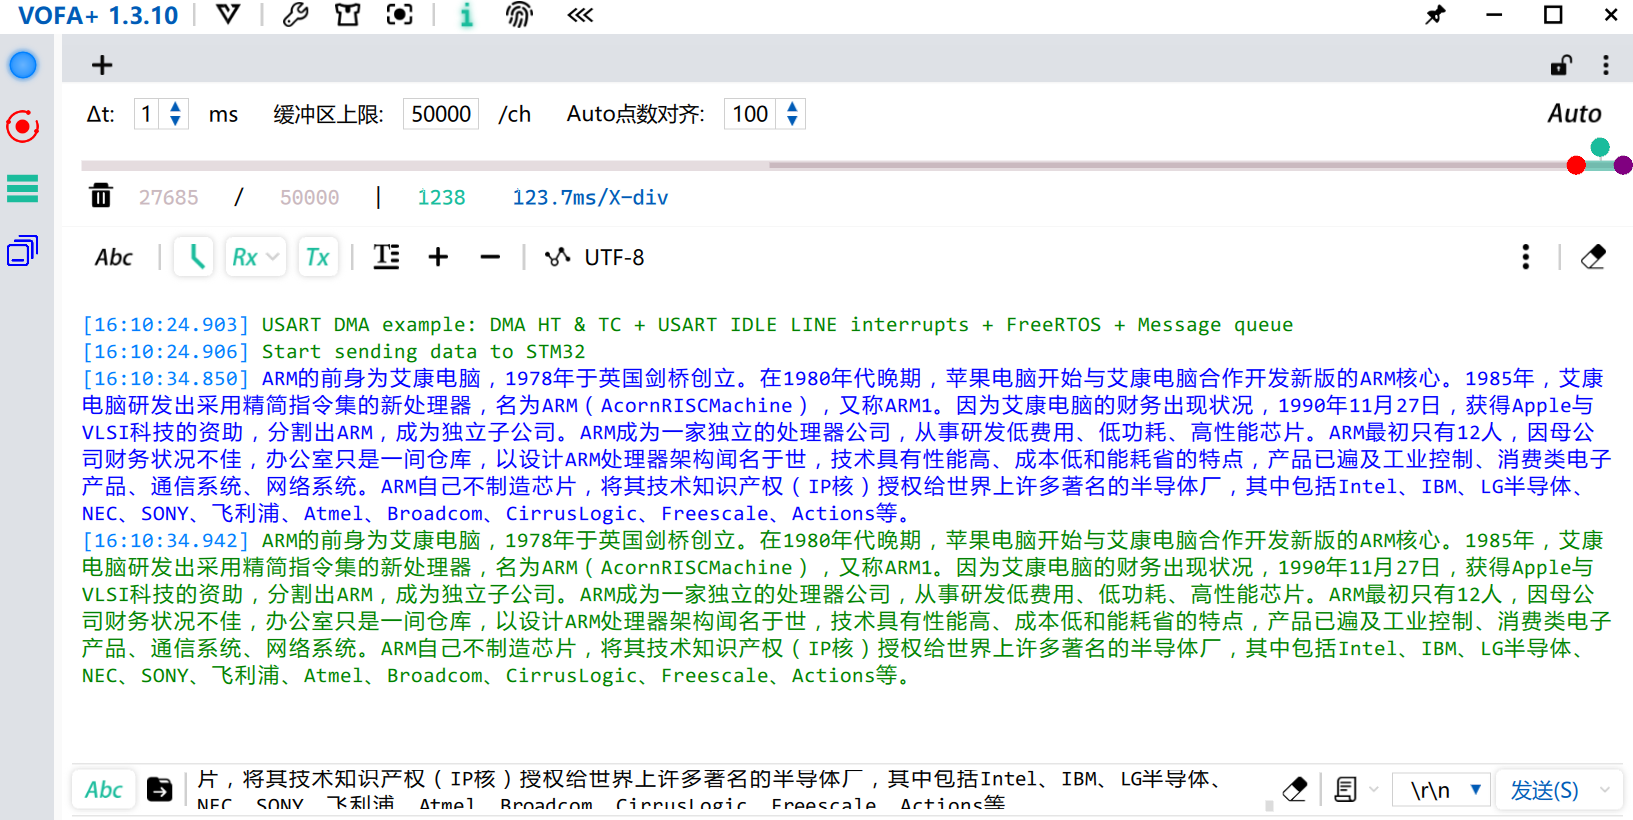 VOFA+ 1.3.10
Δt: 1 ms 缓冲区上限: 50000 /ch Auto点数对齐: 100 Auto
27685 / 50000 | 1238 123.7ms/X-div
Abc Rx Tx UTF-8
[16:10:24.903] USART DMA example: DMA HT & TC + USART IDLE LINE interrupts + FreeRTOS + Message queue
[16:10:24.906] Start sending data to STM32
[16:10:34.850] ARM的前身为艾康电脑，1978年于英国剑桥创立。在1980年代晚期，苹果电脑开始与艾康电脑合作开发新版的ARM核心。1985年，艾康
电脑研发出采用精简指令集的新处理器，名为ARM（AcornRISCMachine），又称ARM1。因为艾康电脑的财务出现状况，1990年11月27日，获得Apple与
VLSI科技的资助，分割出ARM，成为独立子公司。ARM成为一家独立的处理器公司，从事研发低费用、低功耗、高性能芯片。ARM最初只有12人，因母公
司财务状况不佳，办公室只是一间仓库，以设计ARM处理器架构闻名于世，技术具有性能高、成本低和能耗省的特点，产品已遍及工业控制、消费类电子
产品、通信系统、网络系统。ARM自己不制造芯片，将其技术知识产权（IP核）授权给世界上许多著名的半导体厂，其中包括Intel、IBM、LG半导体、
NEC、SONY、飞利浦、Atmel、Broadcom、CirrusLogic、Freescale、Actions等。
[16:10:34.942] ARM的前身为艾康电脑，1978年于英国剑桥创立。在1980年代晚期，苹果电脑开始与艾康电脑合作开发新版的ARM核心。1985年，艾康
电脑研发出采用精简指令集的新处理器，名为ARM（AcornRISCMachine），又称ARM1。因为艾康电脑的财务出现状况，1990年11月27日，获得Apple与
VLSI科技的资助，分割出ARM，成为独立子公司。ARM成为一家独立的处理器公司，从事研发低费用、低功耗、高性能芯片。ARM最初只有12人，因母公
司财务状况不佳，办公室只是一间仓库，以设计ARM处理器架构闻名于世，技术具有性能高、成本低和能耗省的特点，产品已遍及工业控制、消费类电子
产品、通信系统、网络系统。ARM自己不制造芯片，将其技术知识产权（IP核）授权给世界上许多著名的半导体厂，其中包括Intel、IBM、LG半导体、
NEC、SONY、飞利浦、Atmel、Broadcom、CirrusLogic、Freescale、Actions等。
片，将其技术知识产权（IP核）授权给世界上许多著名的半导体厂，其中包括Intel、IBM、LG半导体、
NEC、SONY、飞利浦、Atmel、Broadcom、CirrusLogic、Freescale、Actions等
Abc \r\n 发送(S)